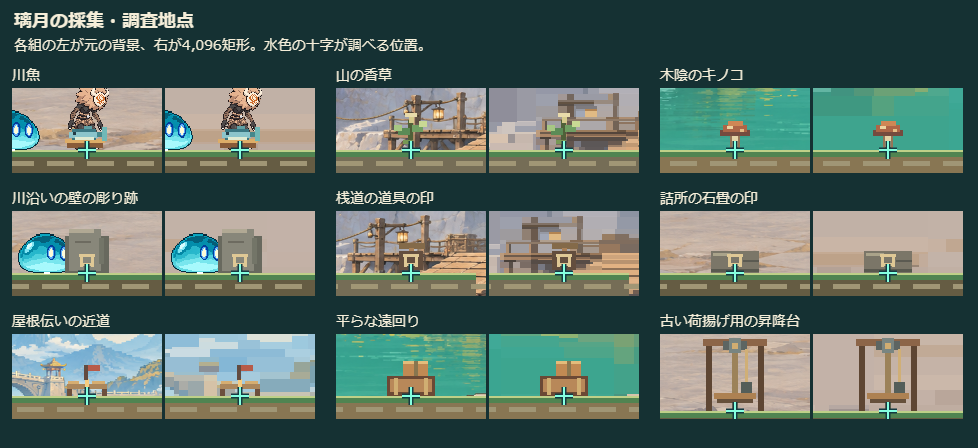 璃月の採集・調査地点
各組の左が元の背景、右が4,096矩形。水色の十字が調べる位置。
川魚
山の香草
木陰のキノコ
川沿いの壁の彫り跡
桟道の道具の印
詰所の石畳の印
屋根伝いの近道
平らな遠回り
古い荷揚げ用の昇降台